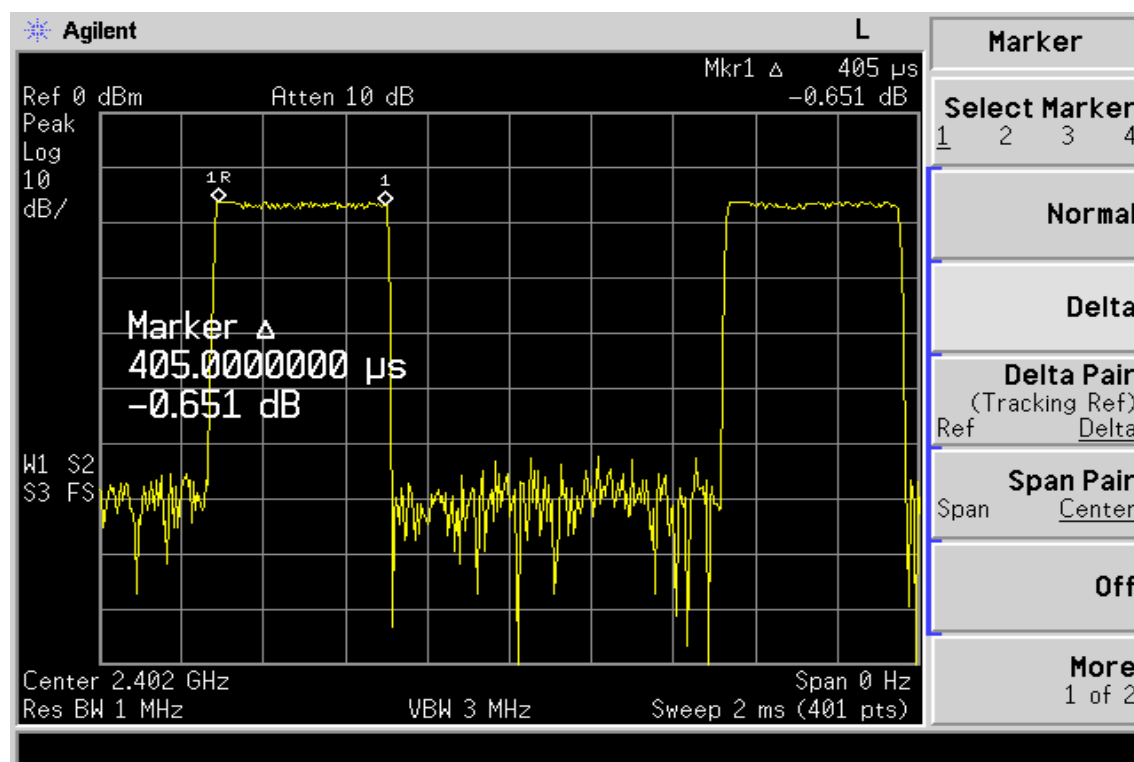 Agilent
L
Mkr1 Δ 405 µs
Ref 0 dBm Atten 10 dB -0.651 dB
Peak
Log
10
dB/
1R
1
Marker Δ
405.0000000 µs
-0.651 dB
W1 S2
S3 FS
Center 2.402 GHz Span 0 Hz
Res BW 1 MHz VBW 3 MHz Sweep 2 ms (401 pts)
Marker
Select Marker
1 2 3 4
Normal
Delta
Delta Pair
(Tracking Ref)
Ref Delta
Span Pair
Span Center
Off
More
1 of 2